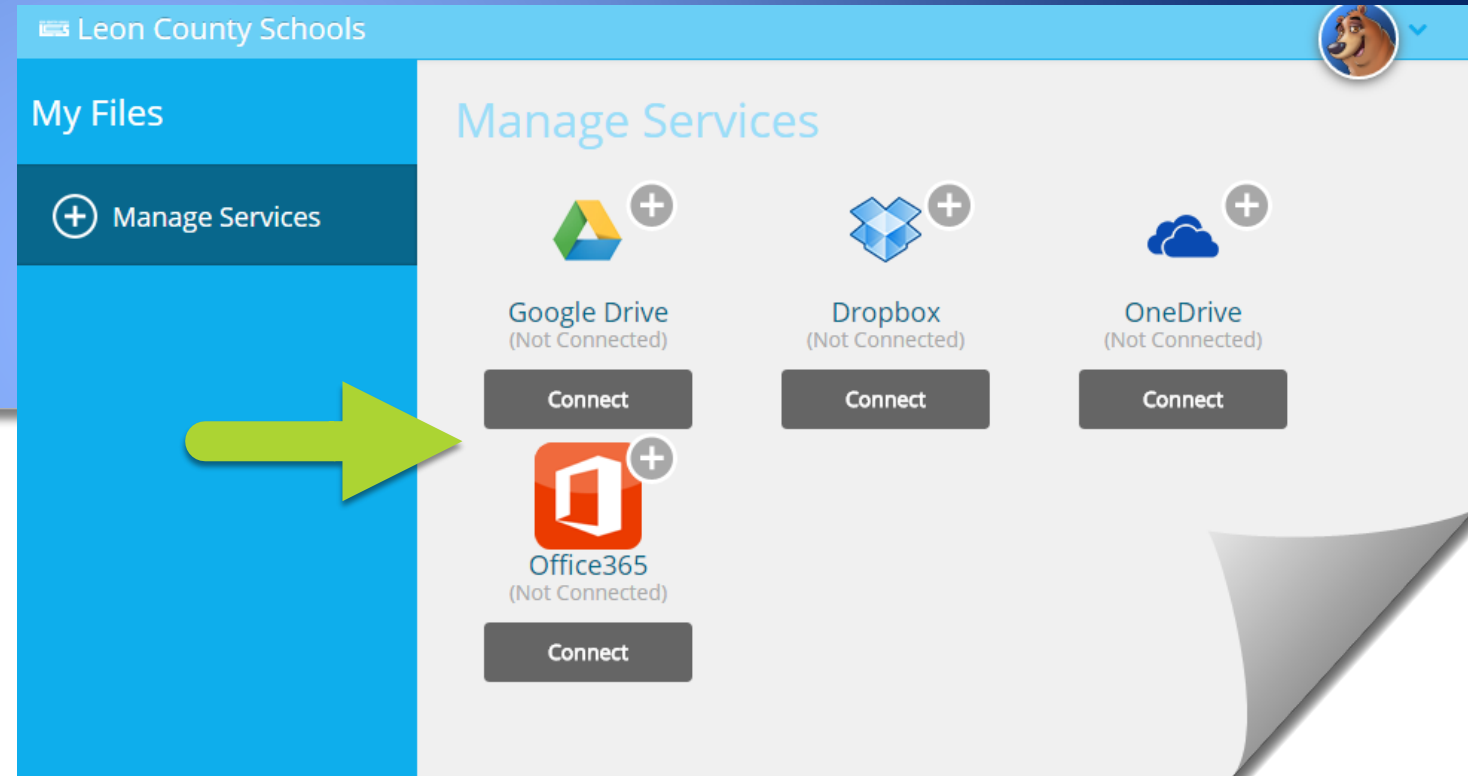 Leon County Schools
My Files
Manage Services
Manage Services
Google Drive
(Not Connected)
Connect
Dropbox
(Not Connected)
Connect
OneDrive
(Not Connected)
Connect
Office365
(Not Connected)
Connect